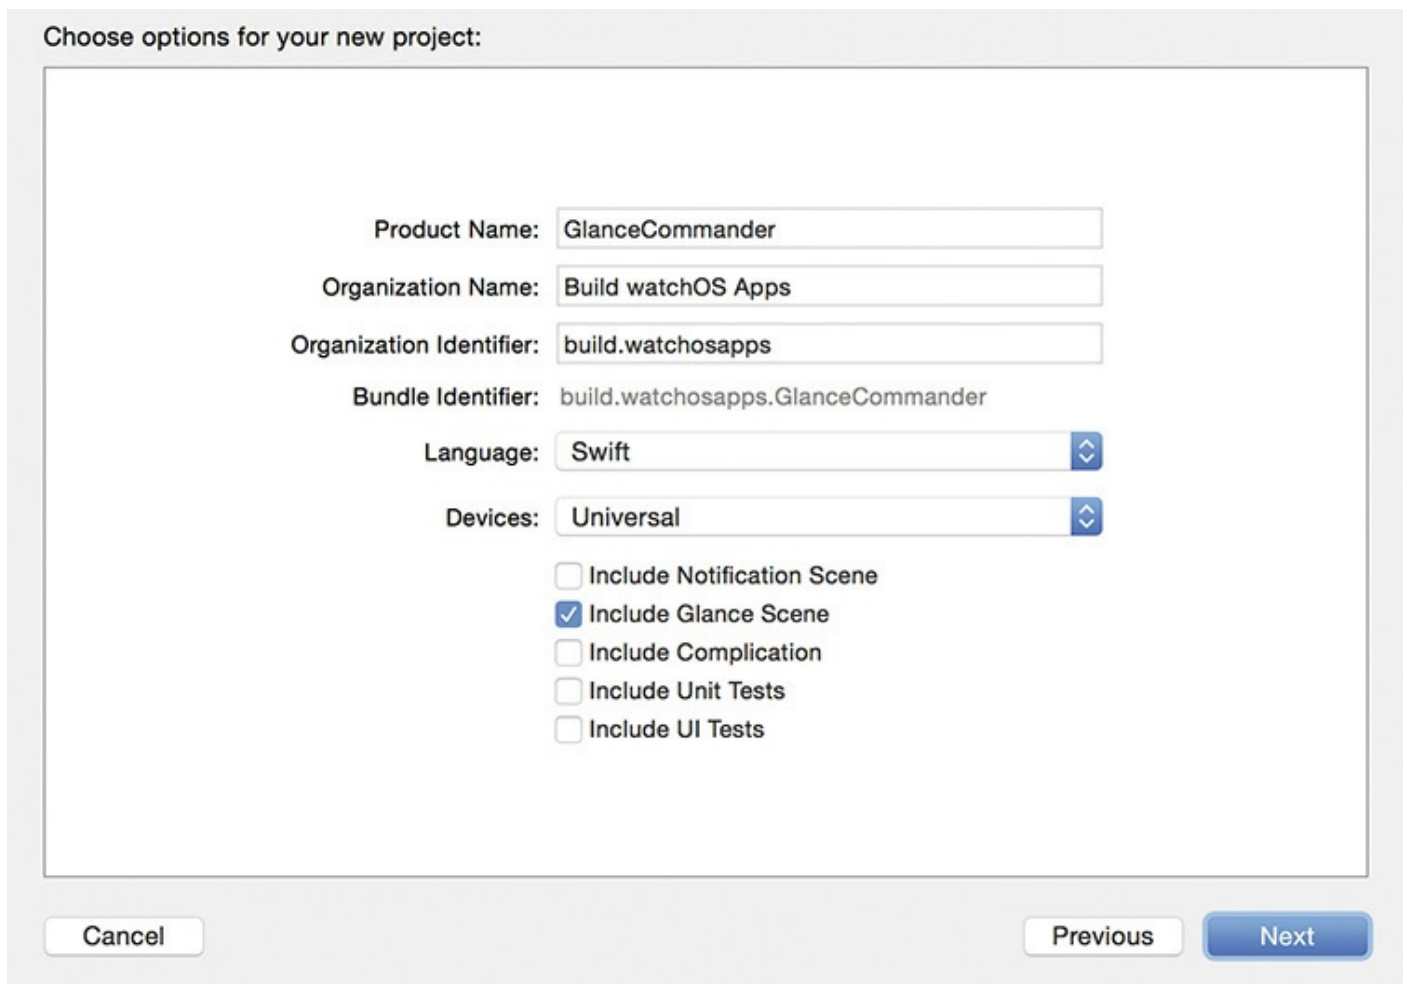 Choose options for your new project:
Product Name: GlanceCommander
Organization Name: Build watchOS Apps
Organization Identifier: build.watchosapps
Bundle Identifier: build.watchosapps.GlanceCommander
Language: Swift
Devices: Universal
Include Notification Scene
Include Glance Scene
Include Complication
Include Unit Tests
Include UI Tests
Cancel Previous Next